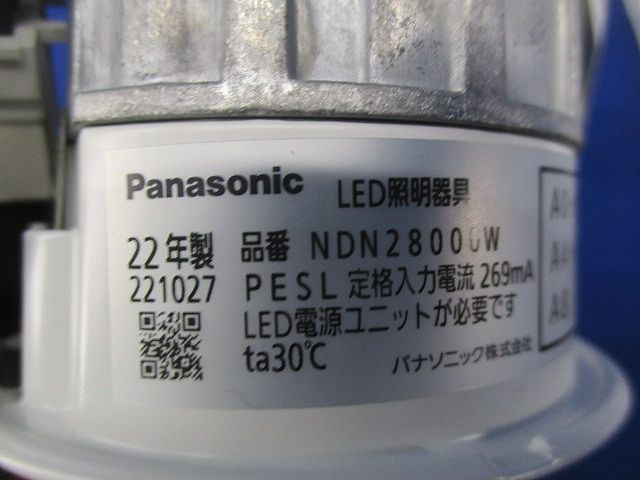 Panasonic LED照明器具
22年製 品番 NDN28000W
221027 PESL 定格入力電流 269mA
LED電源ユニットが必要です
ta30℃ パナソニック株式会社